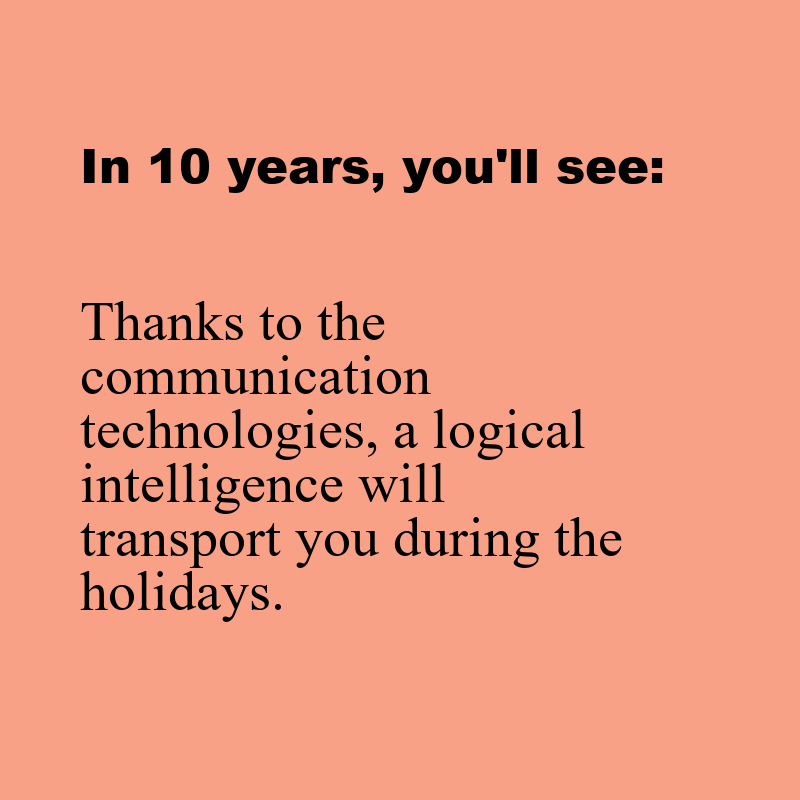 In 10 years, you'll see:
Thanks to the
communication
technologies, a logical
intelligence will
transport you during the
holidays.